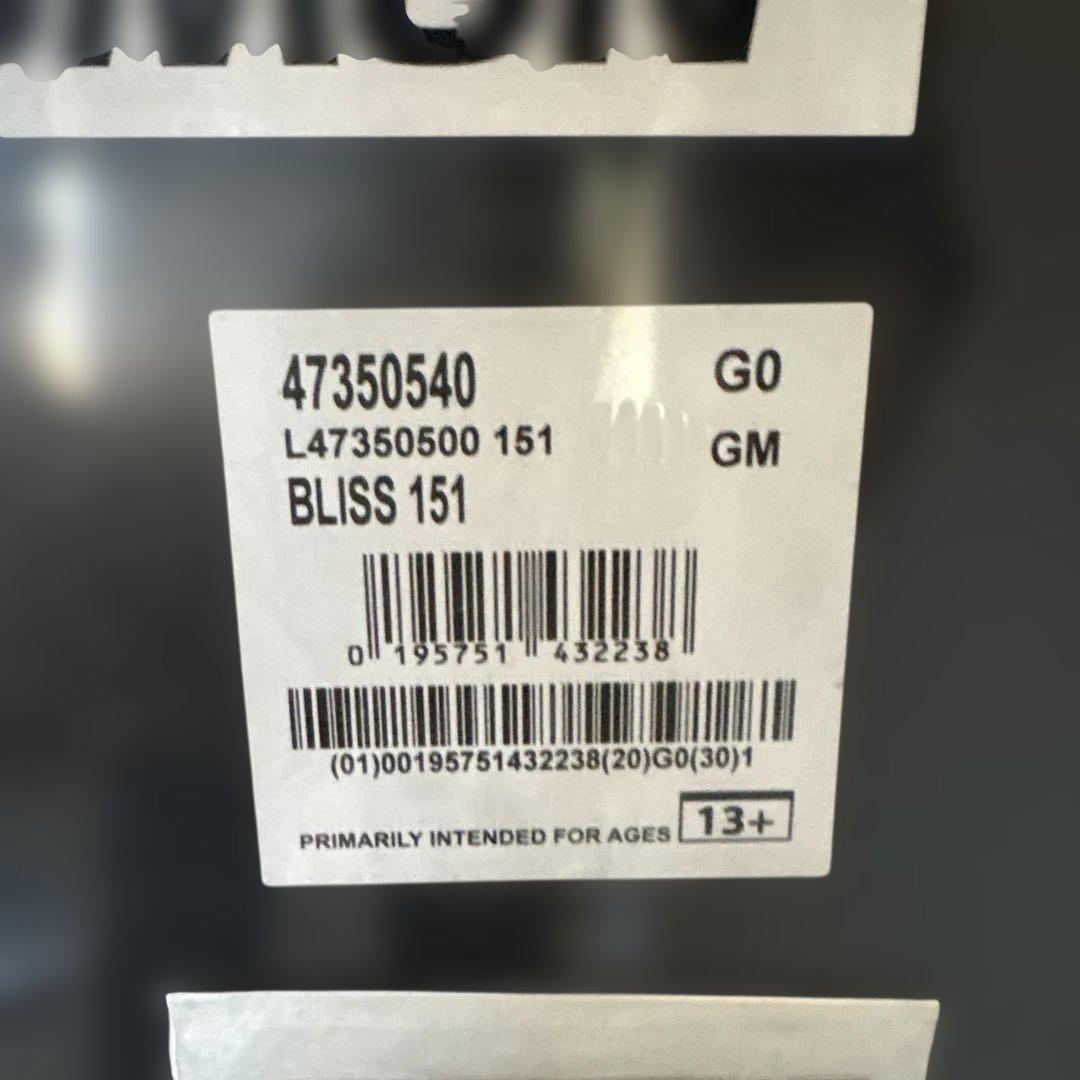 47350540 G0
L47350500 151 GM
BLISS 151
0 195751 432238
(01)00195751432238(20)G0(30)1
PRIMARILY INTENDED FOR AGES 13+